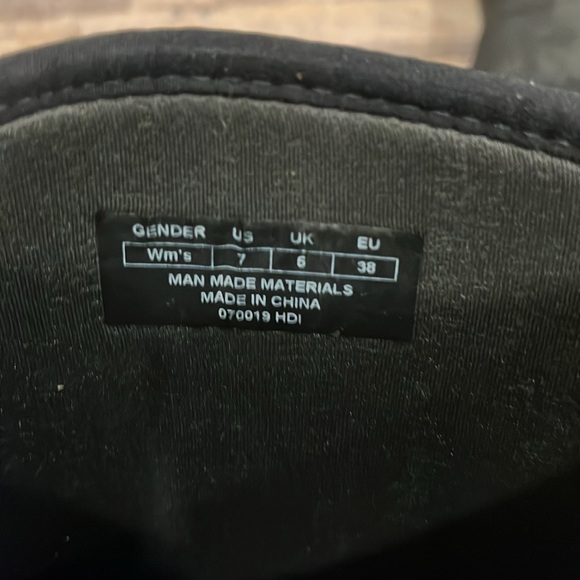 GENDER US UK EU
Wm's 7 6 38
MAN MADE MATERIALS
MADE IN CHINA
070019 HDI